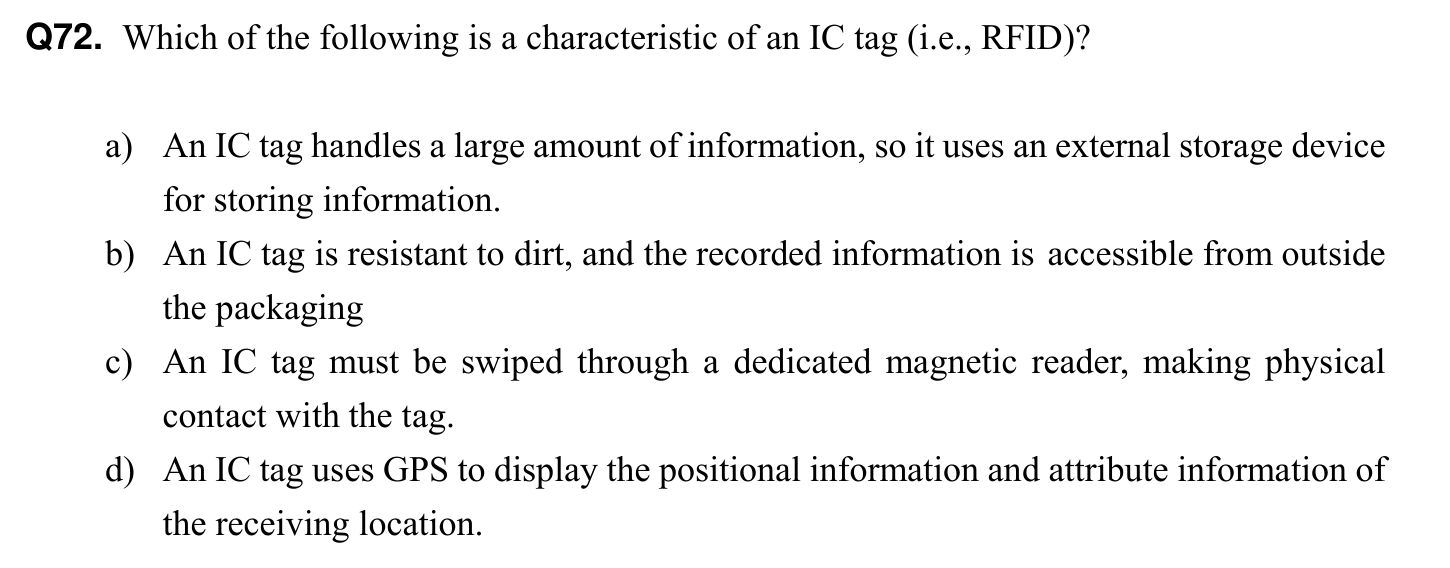 Q72. Which of the following is a characteristic of an IC tag (i.e., RFID)?
a) An IC tag handles a large amount of information, so it uses an external storage device
for storing information.
b) An IC tag is resistant to dirt, and the recorded information is accessible from outside
the packaging
c) An IC tag must be swiped through a dedicated magnetic reader, making physical
contact with the tag.
d) An IC tag uses GPS to display the positional information and attribute information of
the receiving location.